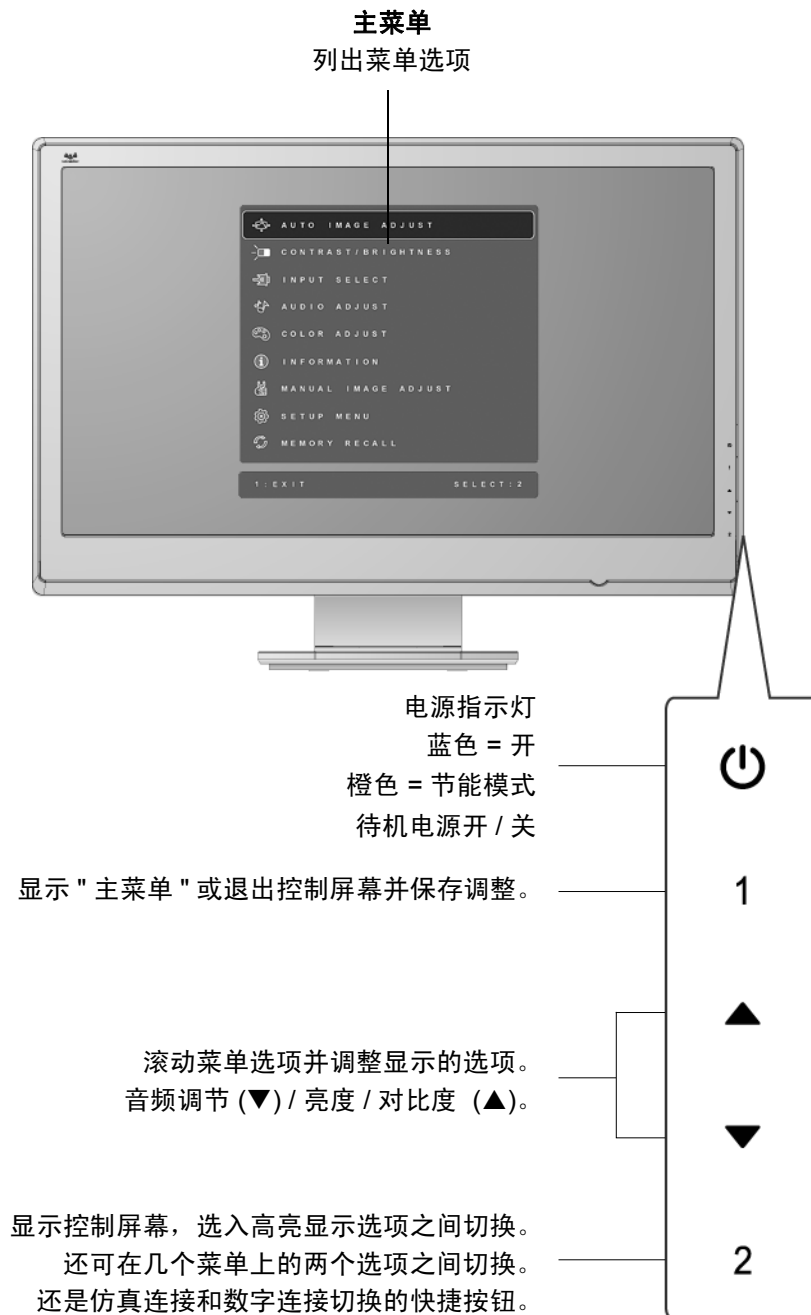 主菜单
列出菜单选项
AUTO IMAGE ADJUST
CONTRAST/BRIGHTNESS
INPUT SELECT
AUDIO ADJUST
COLOR ADJUST
INFORMATION
MANUAL IMAGE ADJUST
SETUP MENU
MEMORY RECALL
1:EXIT SELECT:2
电源指示灯
蓝色 = 开
橙色 = 节能模式
待机电源开 / 关
显示 " 主菜单 " 或退出控制屏幕并保存调整。
1
滚动菜单选项并调整显示的选项。
音频调节 (▼) / 亮度 / 对比度 (▲)。
▲
▼
显示控制屏幕，选入高亮显示选项之间切换。
还可在几个菜单上的两个选项之间切换。
还是仿真连接和数字连接切换的快捷按钮。
2